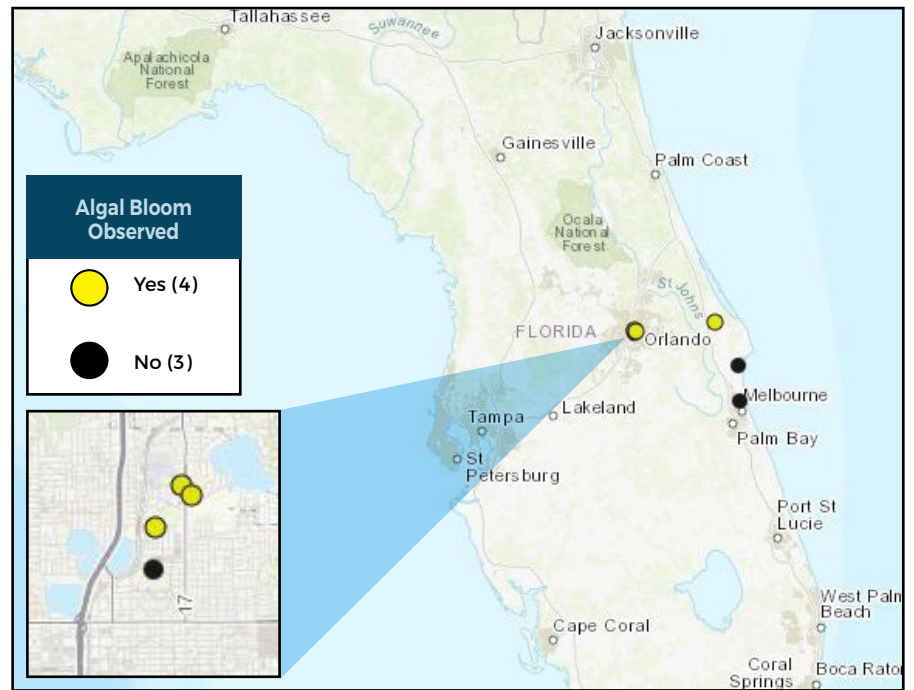 Tallahassee
Suwannee
Jacksonville
Apalachicola
National
Forest
Gainesville
Palm Coast
Algal Bloom
Observed
Yes (4)
No (3)
Ocala
National
Forest
St Johns
FLORIDA
Orlando
Melbourne
Palm Bay
Tampa
Lakeland
St
Petersburg
Port St
Lucie
17
West Palm
Beach
Cape Coral
Coral
Springs
Boca Rato